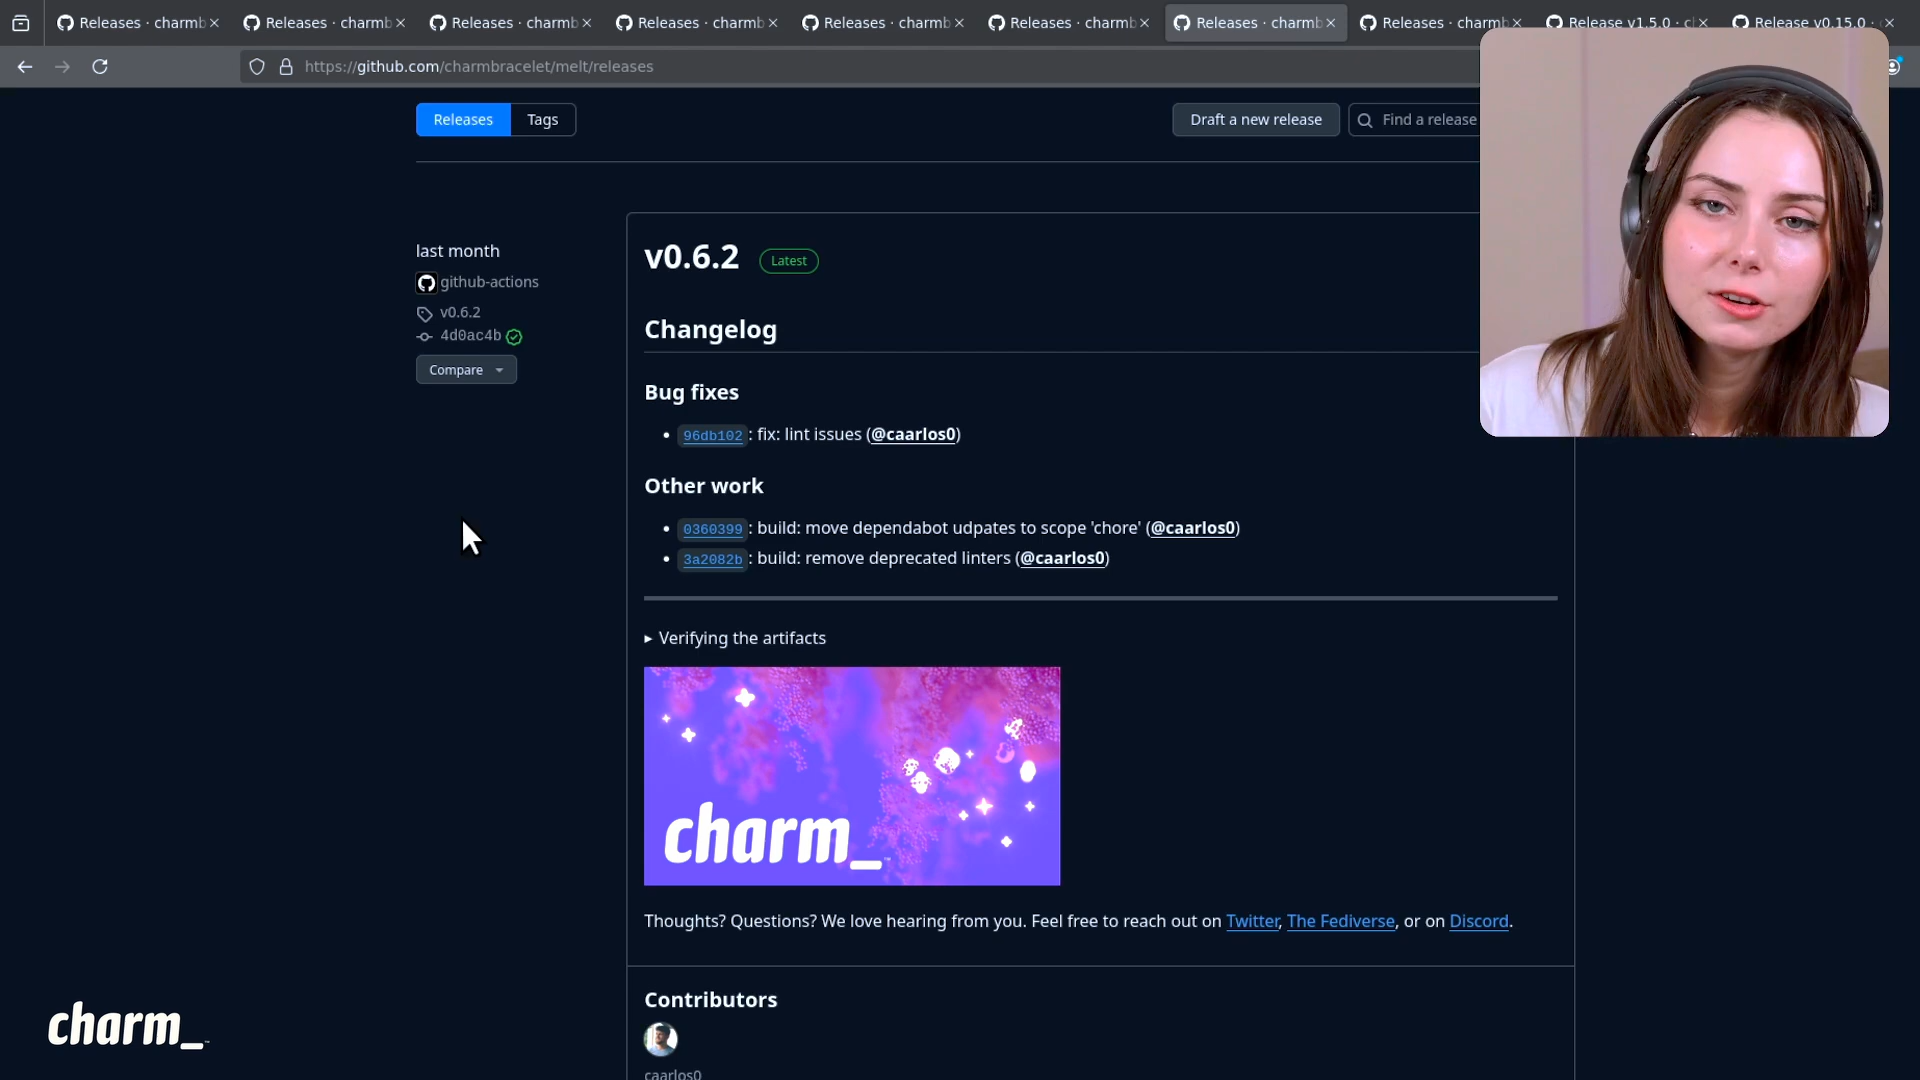 Releases · charmb
Releases · charmb
Releases · charmb
Releases · charmb
Releases · charmb
Releases · charmb
Releases · charmb
Releases · charmb
Release v1.5.0 · cl
Release v0.15.0 ·
https://github.com/charmbracelet/melt/releases
Releases
Tags
Draft a new release
Find a release
last month
github-actions
v0.6.2
4d0ac4b
Compare
v0.6.2 Latest
Changelog
Bug fixes
96db102: fix: lint issues (@caarlos0)
Other work
0360399: build: move dependabot udpates to scope 'chore' (@caarlos0)
3a2082b: build: remove deprecated linters (@caarlos0)
Verifying the artifacts
charm_™
Thoughts? Questions? We love hearing from you. Feel free to reach out on Twitter, The Fediverse, or on Discord.
Contributors
caarlos0
charm_™